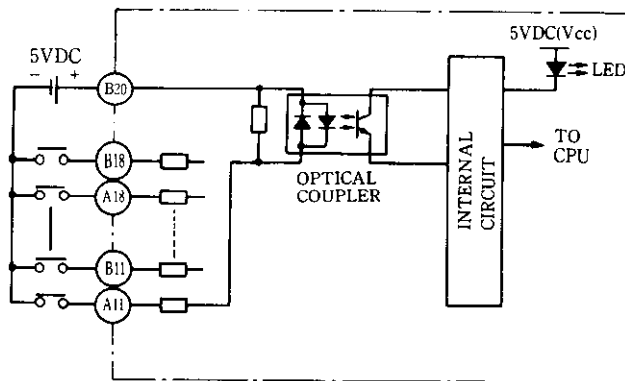 5VDC
− +
B20
B18
A18
B11
A11
OPTICAL
COUPLER
INTERNAL
CIRCUIT
5VDC(Vcc)
LED
TO
CPU